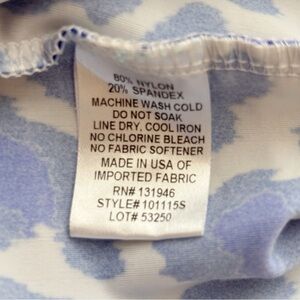 80% NYLON
20% SPANDEX
MACHINE WASH COLD
DO NOT SOAK
LINE DRY, COOL IRON
NO CHLORINE BLEACH
NO FABRIC SOFTENER
MADE IN USA OF
IMPORTED FABRIC
RN# 131946
STYLE# 101115S
LOT# 53250